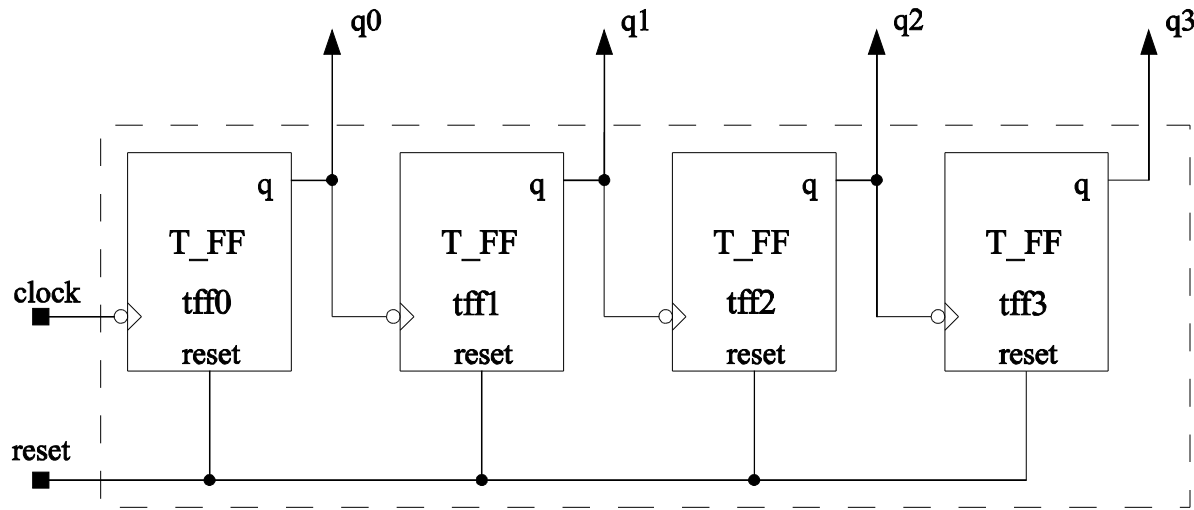 q0
q1
q2
q3
q
q
q
q
T_FF
T_FF
T_FF
T_FF
clock
tff0
tff1
tff2
tff3
reset
reset
reset
reset
reset